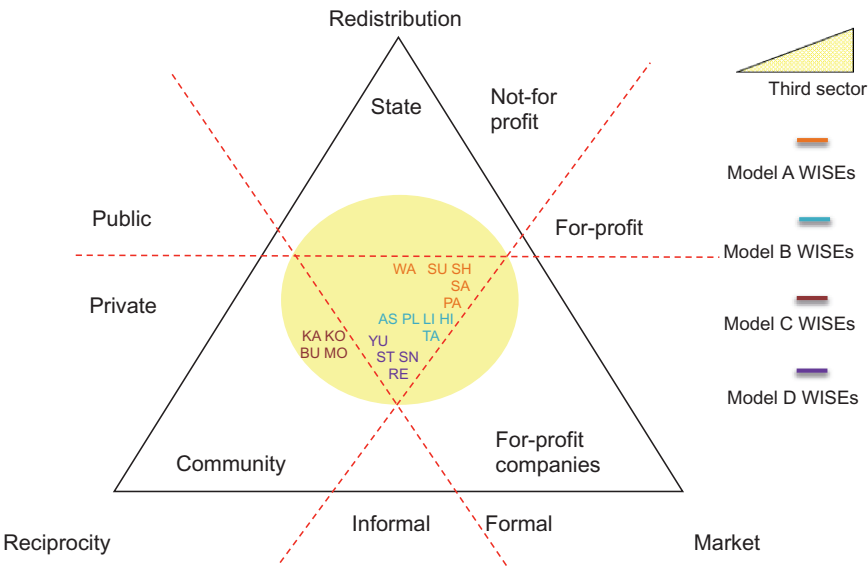 Redistribution
State
Not-for
profit
Third sector
Model A WISEs
Public
For-profit
Model B WISEs
WA SU SH
SA
Private
PA
AS PL LI HI
TA
KA KO
BU MO
YU
ST SN
RE
Model C WISEs
Model D WISEs
Community
For-profit
companies
Informal
Formal
Reciprocity
Market